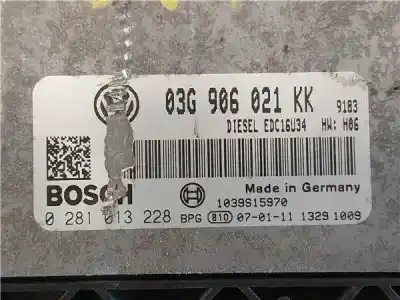 03G 906 021 KK 9183
DIESEL EDC16U34 HW: H06
BOSCH
Made in Germany
1039S15970
0 281 013 228 BPG 810 07-01-11 1329 1009